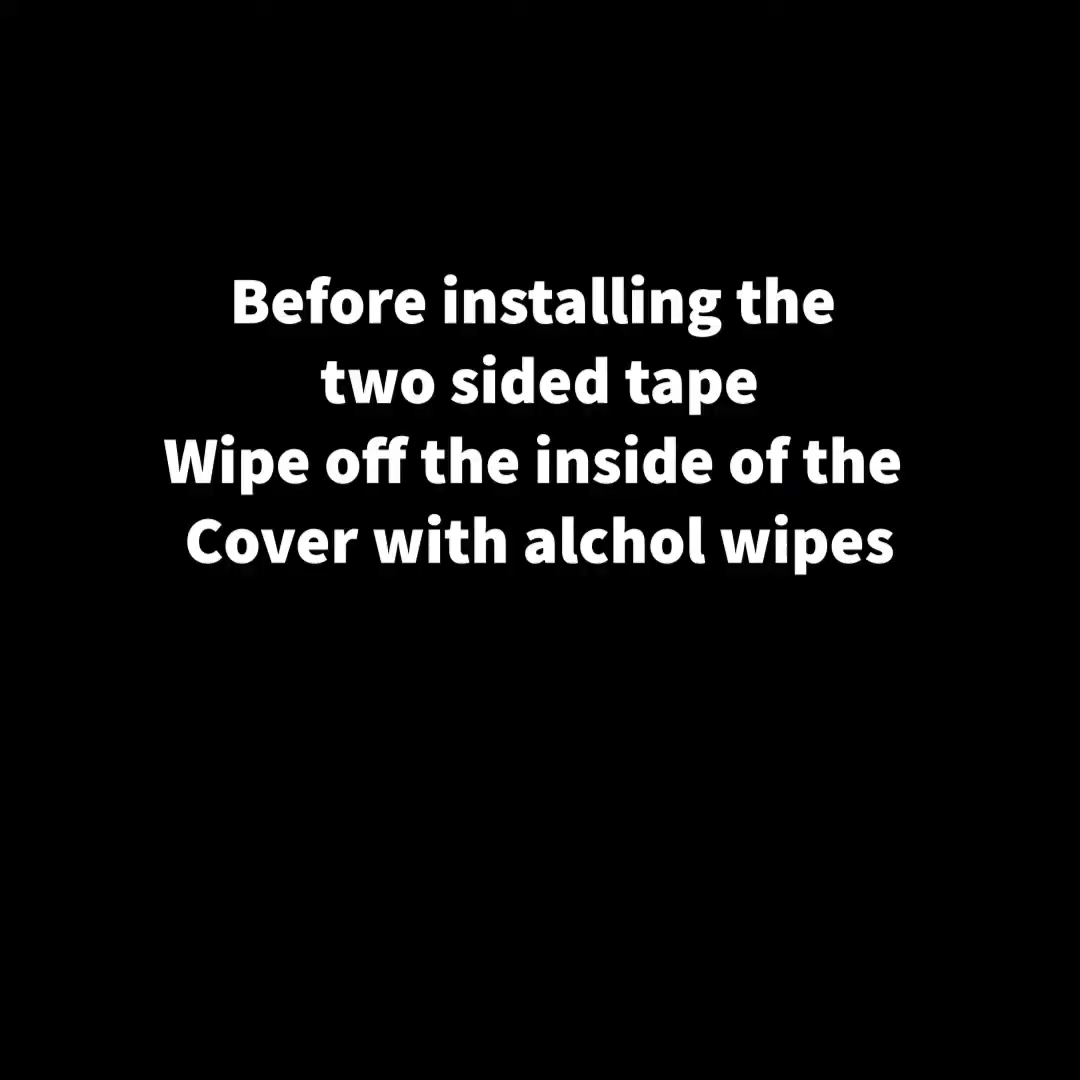 Before installing the
two sided tape
Wipe off the inside of the
Cover with alchol wipes